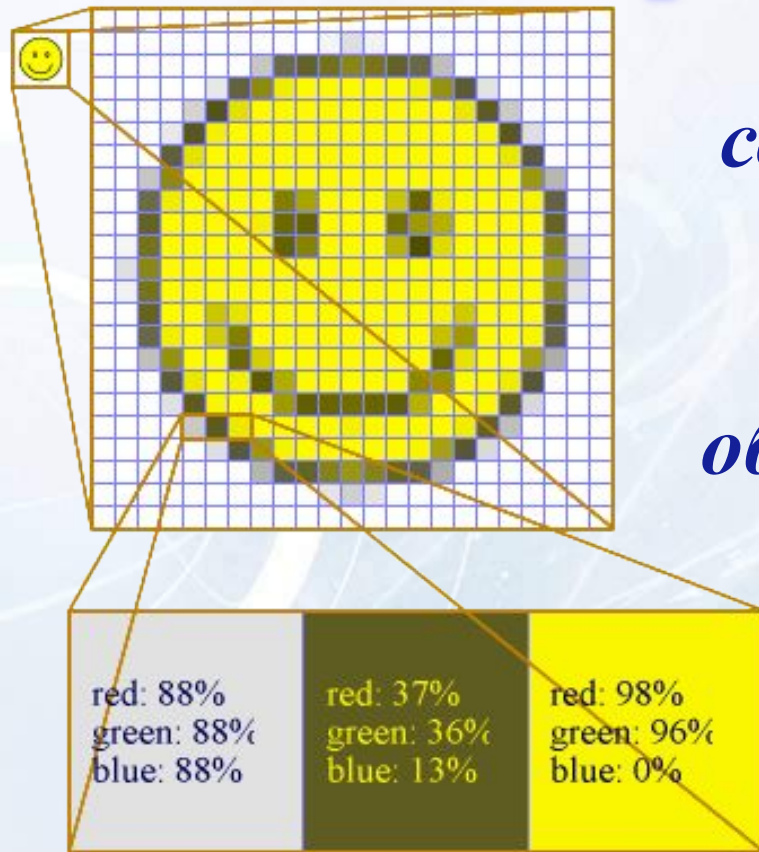 red: 88%
green: 88%
blue: 88%
red: 37%
green: 36%
blue: 13%
red: 98%
green: 96%
blue: 0%